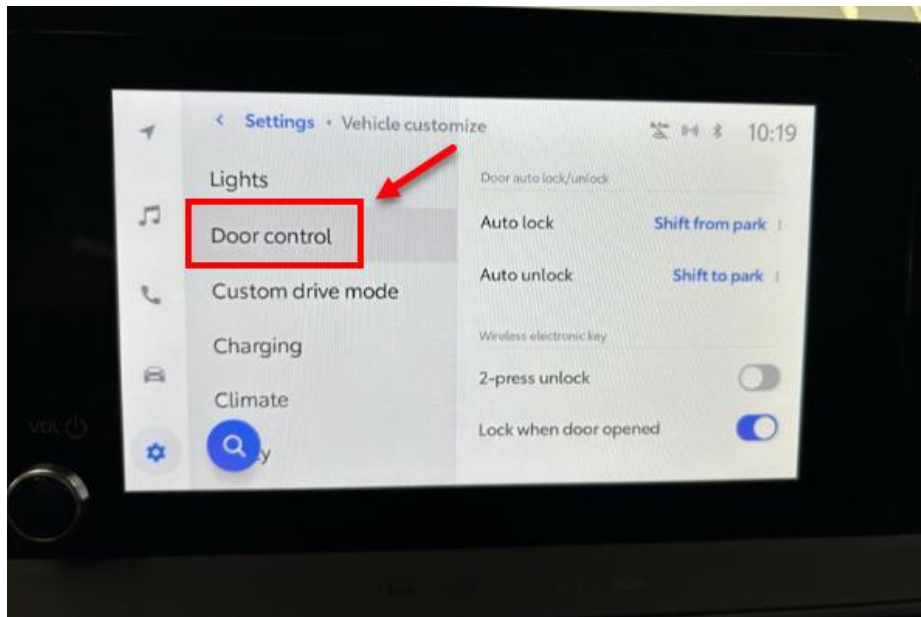 Settings • Vehicle customize
10:19
Lights
Door control
Custom drive mode
Charging
Climate
Door auto lock/unlock
Auto lock Shift from park
Auto unlock Shift to park
Wireless electronic key
2-press unlock
Lock when door opened
VOL